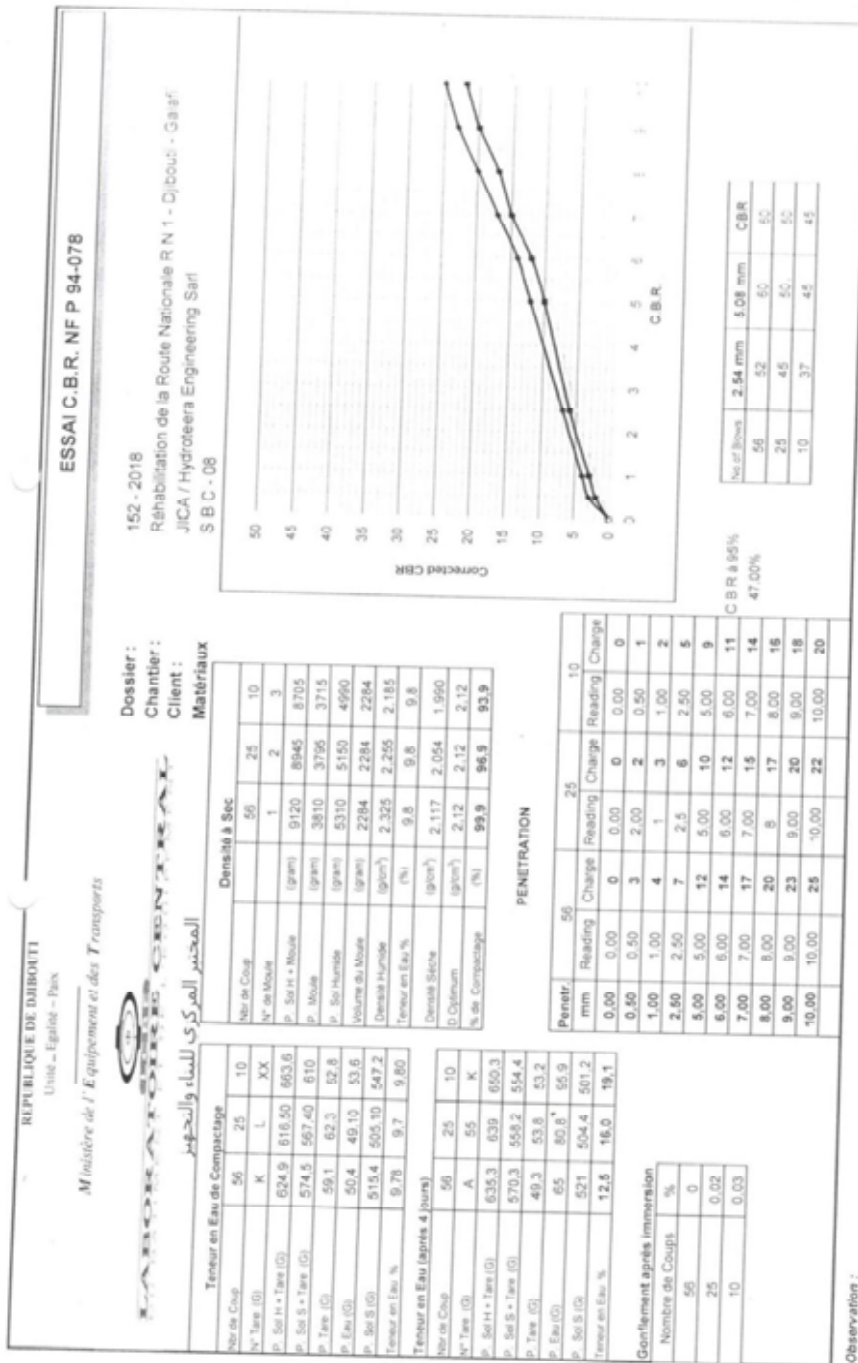 REPUBLIQUE DE DJIBOUTI
Unité – Egalité – Paix
Ministère de l'Equipement et des Transports
LABORATOIRE CENTRAL
المختبر المركزي للبناء والتجهيز
ESSAI C.B.R. NF P 94-078
Dossier : 152 - 2018
Chantier : Réhabilitation de la Route Nationale R N 1 - Djibouti - Galafi
Client : JICA / Hydroteera Engineering Sarl
Matériaux S B C - 08
Teneur en Eau de Compactage
Nbr de Coup 56 25 10
N° Tare (G) K L XX
P. Sol H + Tare (G) 624,9 616,50 663,6
P. Sol S + Tare (G) 574,5 567,40 610
P. Tare (G) 59,1 62,3 52,8
P. Eau (G) 50,4 49,10 53,6
P. Sol S (G) 515,4 505,10 547,2
Teneur en Eau % 9,78 9,7 9,80
Teneur en Eau (après 4 jours)
Nbr de Coup 56 25 10
N° Tare (G) A 55 K
P. Sol H + Tare (G) 635,3 639 650,3
P. Sol S + Tare (G) 570,3 558,2 554,4
P. Tare (G) 49,3 53,8 53,2
P. Eau (G) 65 80,8 95,9
P. Sol S (G) 521 504,4 501,2
Teneur en Eau % 12,5 16,0 19,1
Gonflement après immersion
Nombre de Coups %
56 0
25 0,02
10 0,03
Observation :
Densité à Sec
Nbr de Coup 56 25 10
N° de Moule 1 2 3
P. Sol H + Moule (gram) 9120 8945 8705
P. Moule (gram) 3810 3795 3715
P. Sol Humide (gram) 5310 5150 4990
Volume du Moule (gram) 2284 2284 2284
Densité Humide (g/cm³) 2,325 2,255 2,185
Teneur en Eau % (%) 9,8 9,8 9,8
Densité Seche (g/cm³) 2,117 2,054 1,990
D.Optimum (g/cm³) 2,12 2,12 2,12
% de Compactage (%) 99,9 96,9 93,9
PENETRATION
Penetr. 56 25 10
mm Reading Charge Reading Charge Reading Charge
0,00 0,00 0 0,00 0 0,00 0
0,50 0,50 3 2,00 2 0,50 1
1,00 1,00 4 1 3 1,00 2
2,50 2,50 7 2,5 6 2,50 5
5,00 5,00 12 5,00 10 5,00 9
6,00 6,00 14 6,00 12 6,00 11
7,00 7,00 17 7,00 15 7,00 14
8,00 8,00 20 8 17 8,00 16
9,00 9,00 23 9,00 20 9,00 18
10,00 10,00 25 10,00 22 10,00 20
Corrected CBR
50
45
40
35
30
25
20
15
10
5
0
0 1 2 3 4 5 6 7 8
C.B.R.
C B R à 95%
47,00%
No of Blows 2.54 mm 5.08 mm CBR
56 52 60 60
25 45 50 50
10 37 45 45